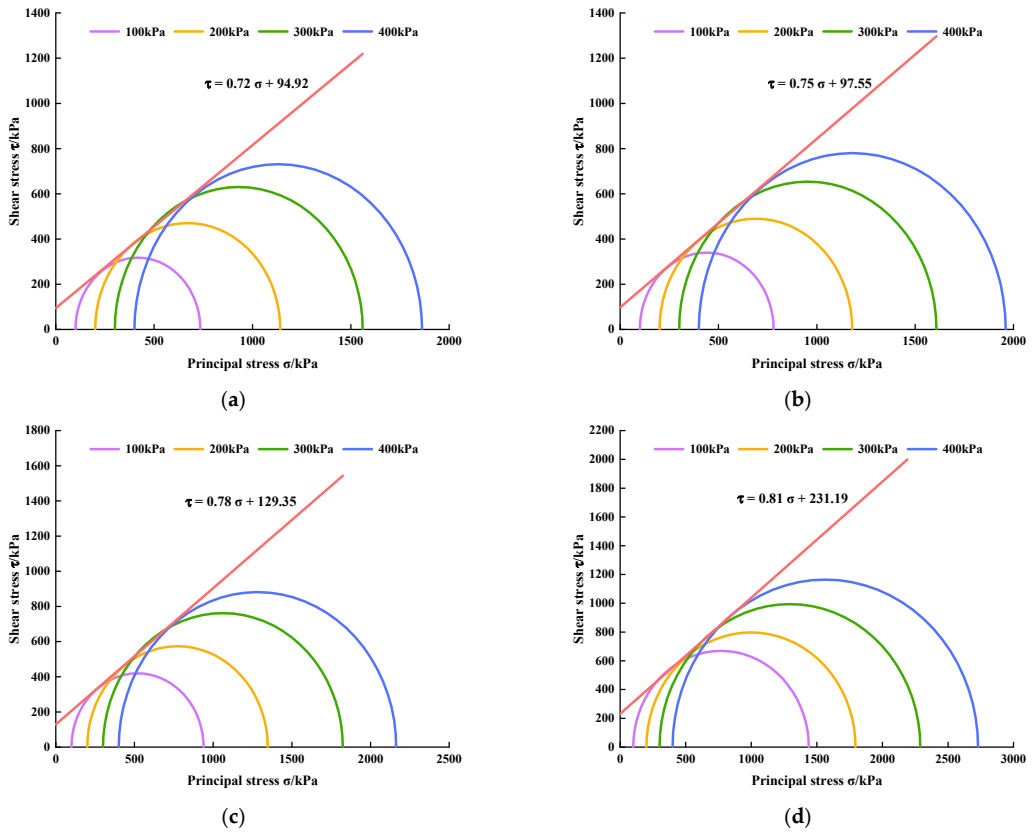 100kPa 200kPa 300kPa 400kPa
τ = 0.72 σ + 94.92
Shear stress τ/kPa
1400
1200
1000
800
600
400
200
0
0 500 1000 1500 2000
Principal stress σ/kPa
(a)
100kPa 200kPa 300kPa 400kPa
τ = 0.75 σ + 97.55
Shear stress τ/kPa
1400
1200
1000
800
600
400
200
0
0 500 1000 1500 2000
Principal stress σ/kPa
(b)
100kPa 200kPa 300kPa 400kPa
τ = 0.78 σ + 129.35
Shear stress τ/kPa
1800
1600
1400
1200
1000
800
600
400
200
0
0 500 1000 1500 2000 2500
Principal stress σ/kPa
(c)
100kPa 200kPa 300kPa 400kPa
τ = 0.81 σ + 231.19
Shear stress τ/kPa
2200
2000
1800
1600
1400
1200
1000
800
600
400
200
0
0 500 1000 1500 2000 2500 3000
Principal stress σ/kPa
(d)